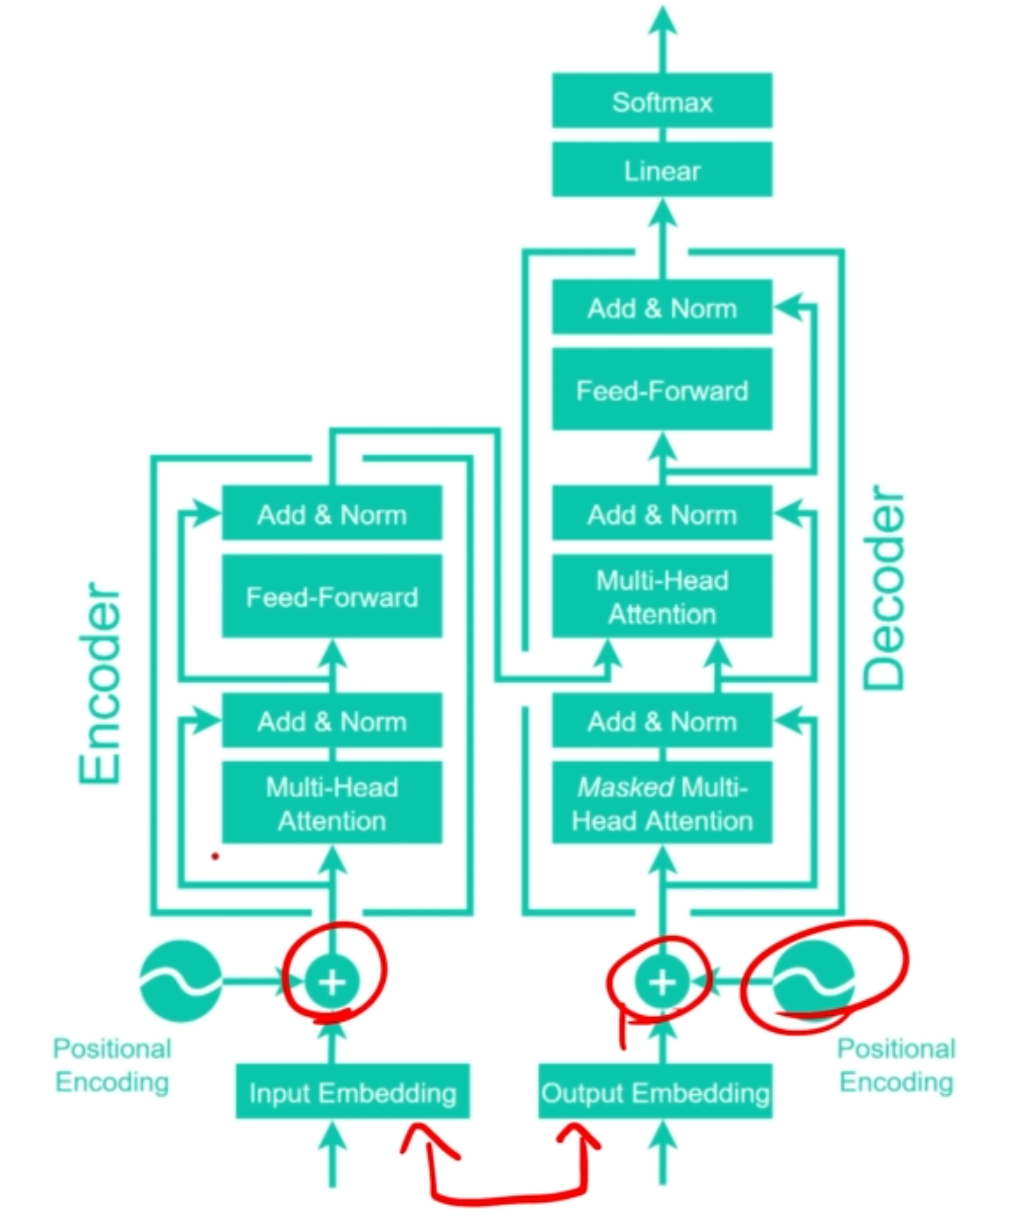 Softmax
Linear
Add & Norm
Feed-Forward
Add & Norm
Multi-Head
Attention
Add & Norm
Masked Multi-
Head Attention
Decoder
Encoder
Add & Norm
Feed-Forward
Add & Norm
Multi-Head
Attention
Positional
Encoding
Input Embedding
Output Embedding
Positional
Encoding